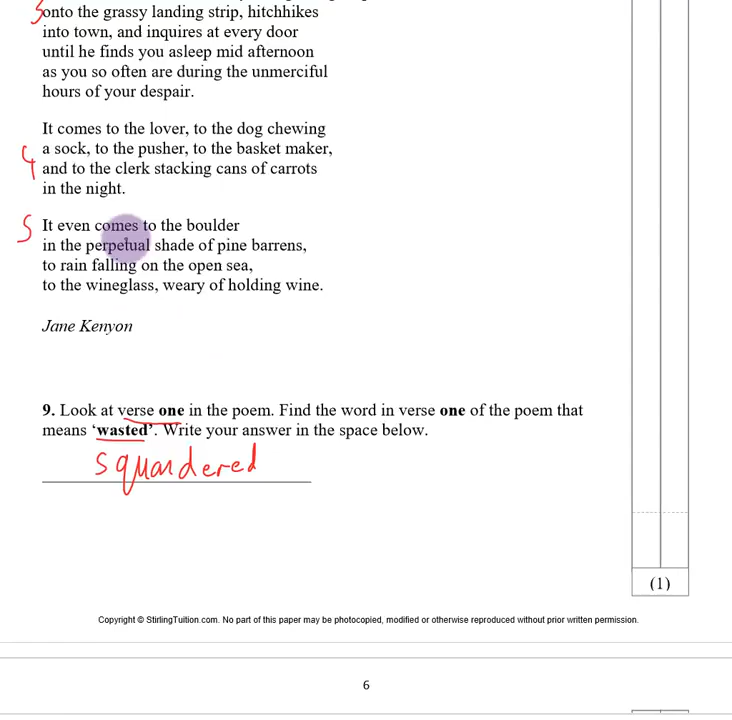 3
onto the grassy landing strip, hitchhikes
into town, and inquires at every door
until he finds you asleep mid afternoon
as you so often are during the unmerciful
hours of your despair.
It comes to the lover, to the dog chewing
4
a sock, to the pusher, to the basket maker,
and to the clerk stacking cans of carrots
in the night.
5
It even comes to the boulder
in the perpetual shade of pine barrens,
to rain falling on the open sea,
to the wineglass, weary of holding wine.
Jane Kenyon
9. Look at verse one in the poem. Find the word in verse one of the poem that
means ‘wasted’. Write your answer in the space below.
squandered
(1)
Copyright © StirlingTuition.com. No part of this paper may be photocopied, modified or otherwise reproduced without prior written permission.
6